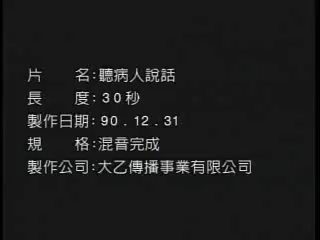 片　　名:聽病人說話
長　　度:30秒
製作日期:90.12.31
規　　格:混音完成
製作公司:大乙傳播事業有限公司